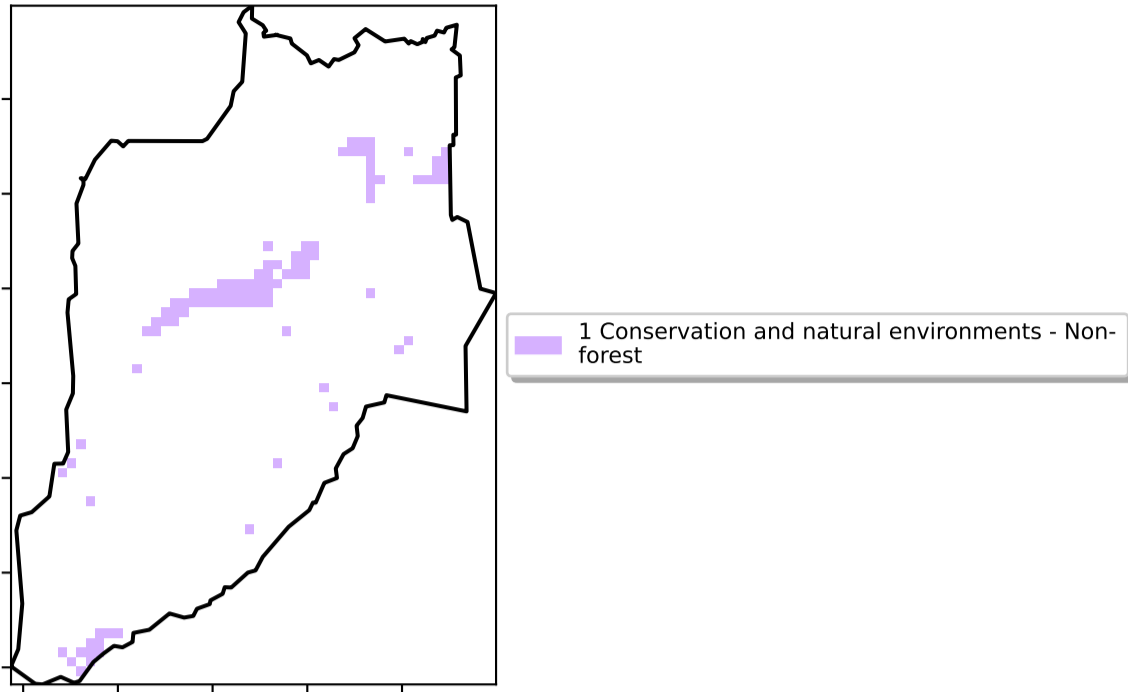 1 Conservation and natural environments - Non-
forest